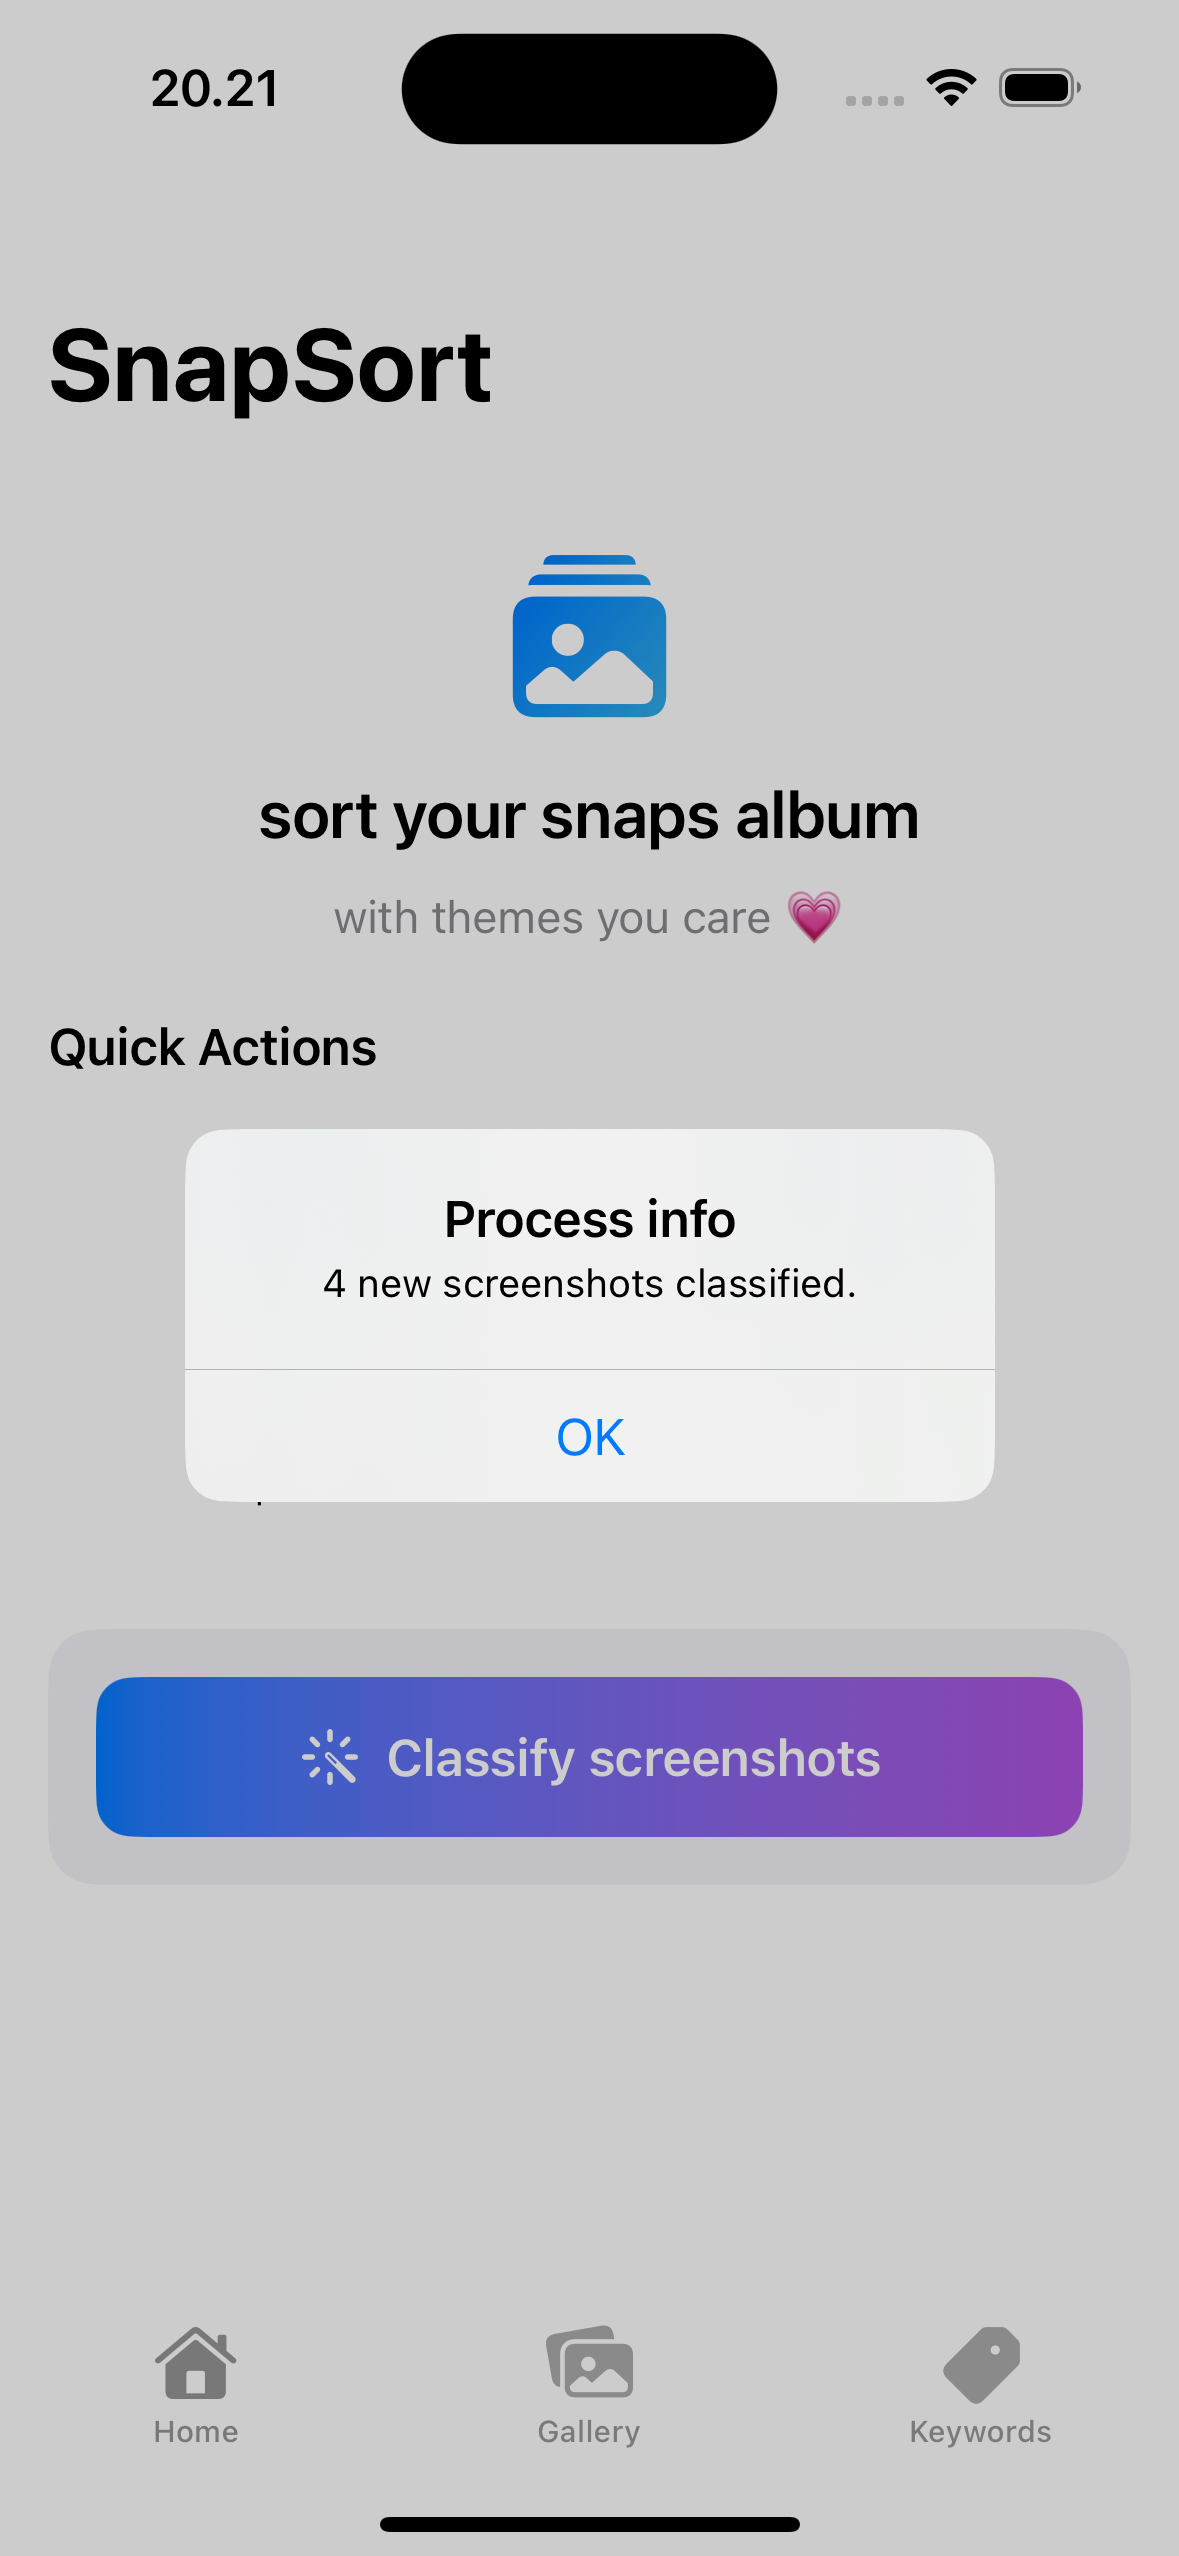 20.21
SnapSort
sort your snaps album
with themes you care 💗
Quick Actions
Process info
4 new screenshots classified.
OK
Classify screenshots
Home
Gallery
Keywords